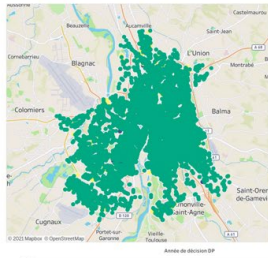 Aucamville
Castelmaurou
Beauzelle
Saint-Jean
L'Union
Cornebarrieu
Montrabé
Blagnac
Colomiers
Balma
Saint-Orens-
de-Gameville
Saint-Agne
Cugnaux
Portet-sur-
Garonne
Vieille-
Toulouse
© 2021 Mapbox © OpenStreetMap
Année de décision DP